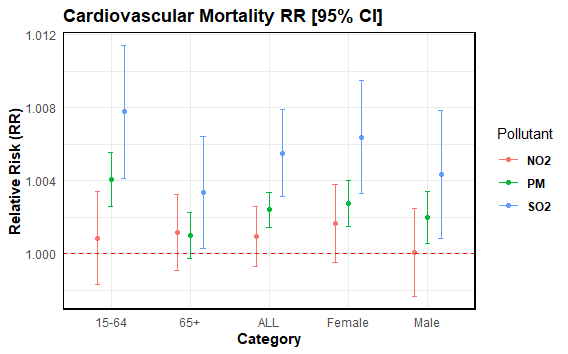 Cardiovascular Mortality RR [95% CI]
1.012
1.008
1.004
1.000
Relative Risk (RR)
15-64 65+ ALL Female Male
Category
Pollutant
NO2
PM
SO2